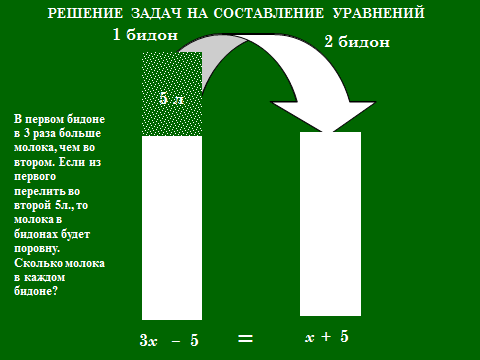 РЕШЕНИЕ ЗАДАЧ НА СОСТАВЛЕНИЕ УРАВНЕНИЙ
1 бидон
2 бидон
5 л
В первом бидоне
в 3 раза больше
молока, чем во
втором. Если из
первого
перелить во
второй 5л., то
молока в
бидонах будет
поровну.
Сколько молока
в каждом
бидоне?
3x – 5 = x + 5